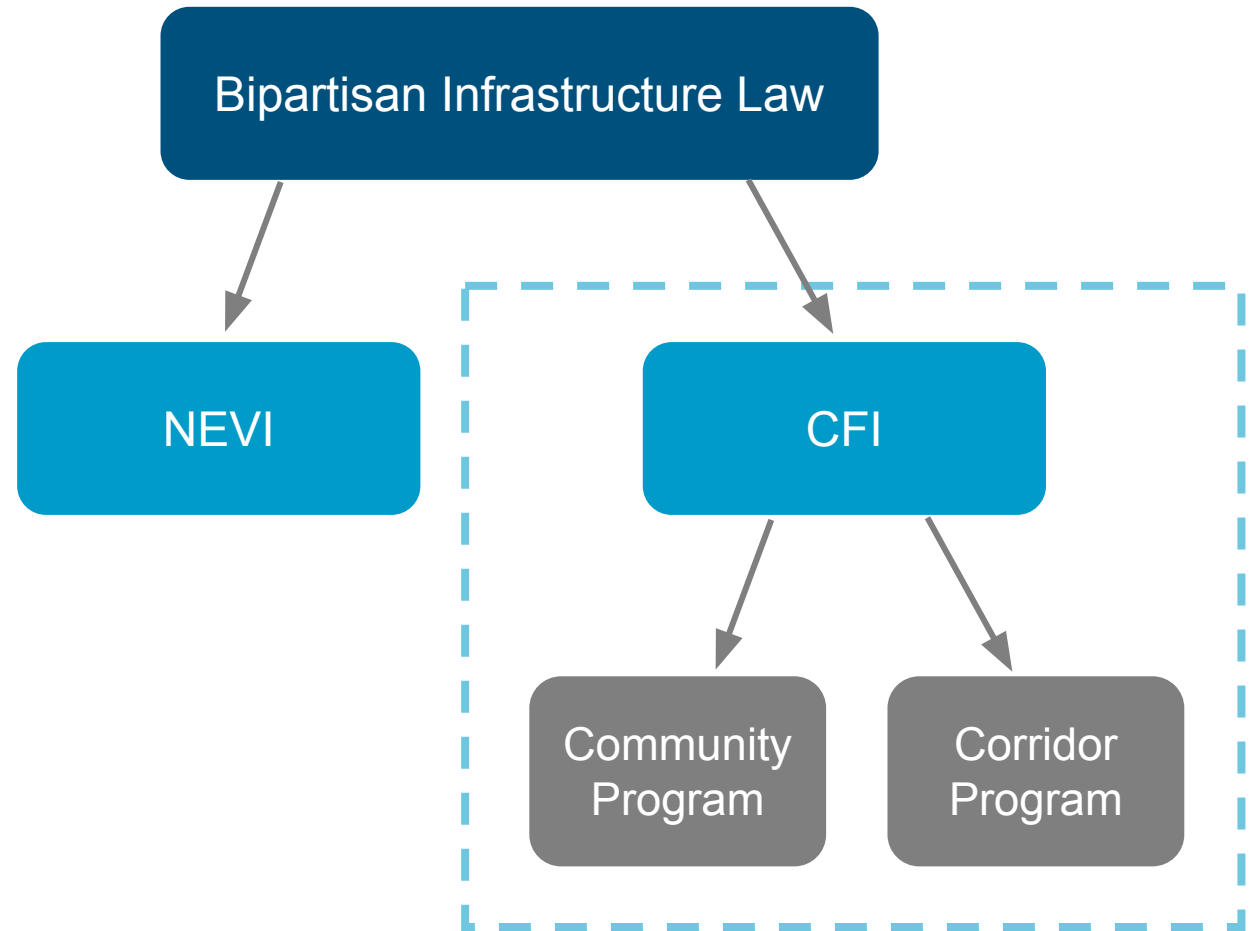 Bipartisan Infrastructure Law
NEVI
CFI
Community
Program
Corridor
Program